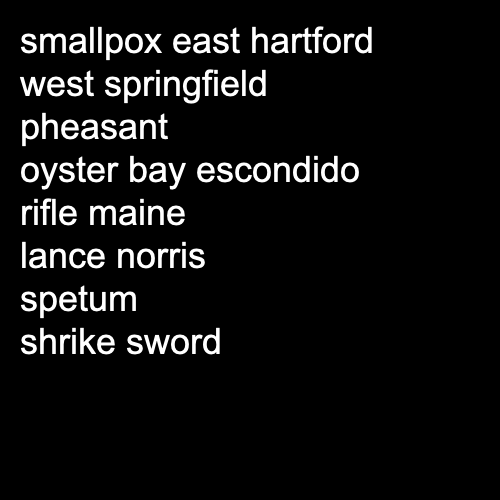 smallpox east hartford
west springfield
pheasant
oyster bay escondido
rifle maine
lance norris
spetum
shrike sword